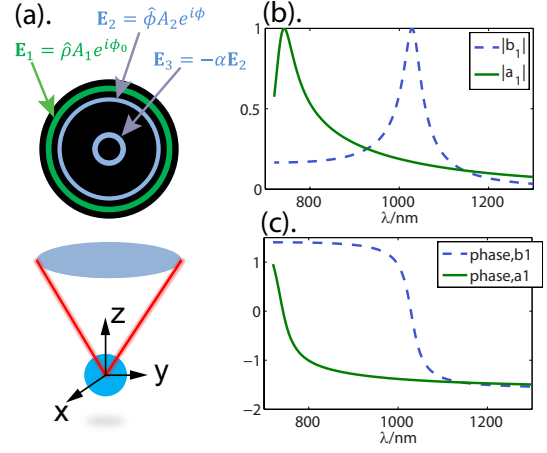 (a).
E₂ = φ̂A₂e^{iϕ}
E₁ = ρ̂A₁e^{iϕ₀}
E₃ = −αE₂
z
y
x
(b).
1
0.5
0
|b₁|
|a₁|
800
1000
1200
λ/nm
(c).
phase,b1
phase,a1
1
0
−1
−2
800
1000
1200
λ/nm